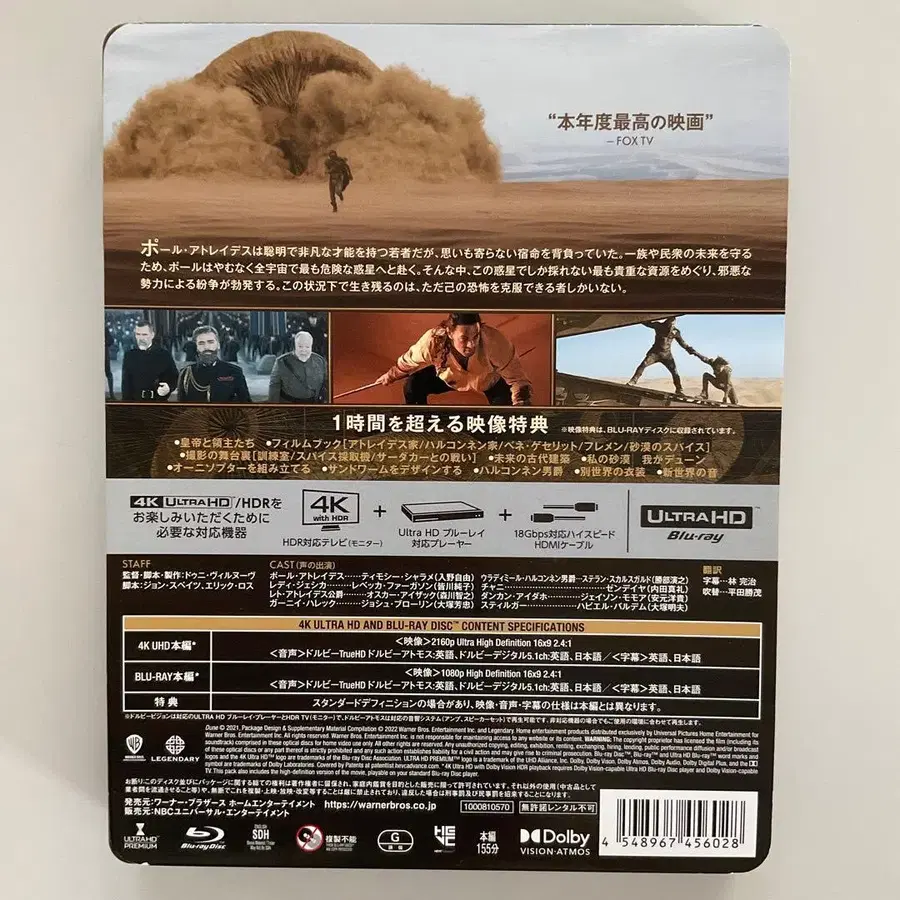 “本年度最高の映画”
— FOX TV
ポール・アトレイデスは聡明で非凡な才能を持つ若者だが、思いも寄らない宿命を背負っていた。一族や民衆の未来を守る
ため、ポールはやむなく全宇宙で最も危険な惑星へと赴く。そんな中、この惑星でしか採れない最も貴重な資源をめぐり、邪悪な
勢力による紛争が勃発する。この状況下で生き残るのは、ただ己の恐怖を克服できる者しかいない。
1時間を超える映像特典 ※映像特典は、BLU-RAYディスクに収録されています。
•皇帝と領主たち •フィルムブック[アトレイデス家/ハルコンネン家/ベネ・ゲセリット/フレメン/砂漠のスパイス]
•撮影の舞台裏[訓練室/スパイス採取機/サーダカーとの戦い] •未来の古代建築 •私の砂漠 我がデューン
•オーニソプターを組み立てる •サンドワームをデザインする •ハルコンネン男爵 •別世界の衣装 •新世界の音
4K ULTRA HD/HDRを
お楽しみいただくために
必要な対応機器
4K
with HDR
HDR対応テレビ(モニター)
+
Ultra HD ブルーレイ
対応プレーヤー
+
18Gbps対応ハイスピード
HDMIケーブル
ULTRA HD
Blu-ray
STAFF
監督・脚本・製作:ドゥニ・ヴィルヌーヴ
脚本:ジョン・スペイツ、エリック・ロス
CAST (声の出演)
ポール・アトレイデス……ティモシー・シャラメ(入野自由)
レディ・ジェシカ……レベッカ・ファーガソン(皆川純子)
レト・アトレイデス公爵……オスカー・アイザック(森川智之)
ガーニイ・ハレック……ジョシュ・ブローリン(大塚芳忠)
ウラディミール・ハルコンネン男爵……ステラン・スカルスガルド(勝部演之)
チャニ……ゼンデイヤ(内田真礼)
ダンカン・アイダホ……ジェイソン・モモア(安元洋貴)
スティルガー……ハビエル・バルデム(大塚明夫)
翻訳
字幕…林 完治
吹替…平田勝茂
4K ULTRA HD AND BLU-RAY DISC™ CONTENT SPECIFICATIONS
4K UHD本編*
<映像>2160p Ultra High Definition 16x9 2.4:1
<音声>ドルビーTrueHD ドルビーアトモス:英語、ドルビーデジタル5.1ch:英語、日本語/<字幕>英語、日本語
BLU-RAY本編*
<映像>1080p High Definition 16x9 2.4:1
<音声>ドルビーTrueHD ドルビーアトモス:英語、ドルビーデジタル5.1ch:英語、日本語/<字幕>英語、日本語
特典
スタンダードデフィニションの場合があり、映像・音声・字幕の仕様は本編とは異なります。
Dune © 2021, Package Design & Supplementary Material Compilation © 2022 Warner Bros. Entertainment Inc. and Legendary. Home entertainment products distributed exclusively by Universal Pictures Home Entertainment for
LEGENDARY
発売元:ワーナー・ブラザース ホームエンターテイメント
販売元:NBCユニバーサル・エンターテイメント
https://warnerbros.co.jp
1000810570
無許諾レンタル不可
ULTRA HD
PREMIUM
Blu-ray Disc
SDH
複製不能
G
本編
155分
Dolby
VISION·ATMOS
4 548967 456028